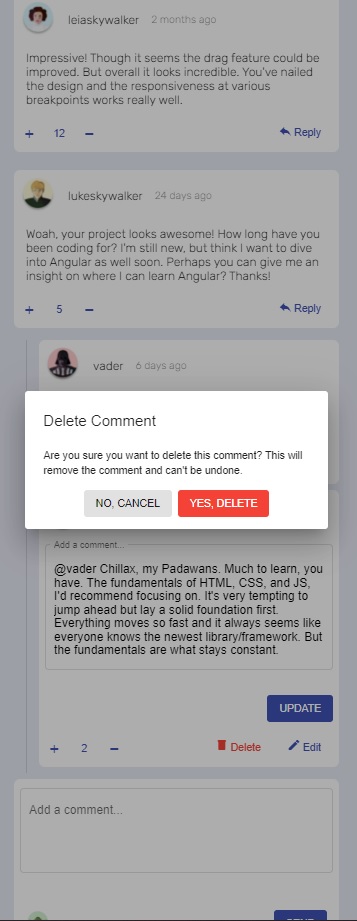 leiaskywalker 2 months ago
Impressive! Though it seems the drag feature could be
improved. But overall it looks incredible. You've nailed
the design and the responsiveness at various
breakpoints works really well.
+ 12 − Reply
lukeskywalker 24 days ago
Woah, your project looks awesome! How long have you
been coding for? I'm still new, but think I want to dive
into Angular as well soon. Perhaps you can give me an
insight on where I can learn Angular? Thanks!
+ 5 − Reply
vader 6 days ago
Delete Comment
Are you sure you want to delete this comment? This will
remove the comment and can't be undone.
NO, CANCEL YES, DELETE
Add a comment...
@vader Chillax, my Padawans. Much to learn, you
have. The fundamentals of HTML, CSS, and JS,
I'd recommend focusing on. It's very tempting to
jump ahead but lay a solid foundation first.
Everything moves so fast and it always seems like
everyone knows the newest library/framework. But
the fundamentals are what stays constant.
UPDATE
+ 2 − Delete Edit
Add a comment...